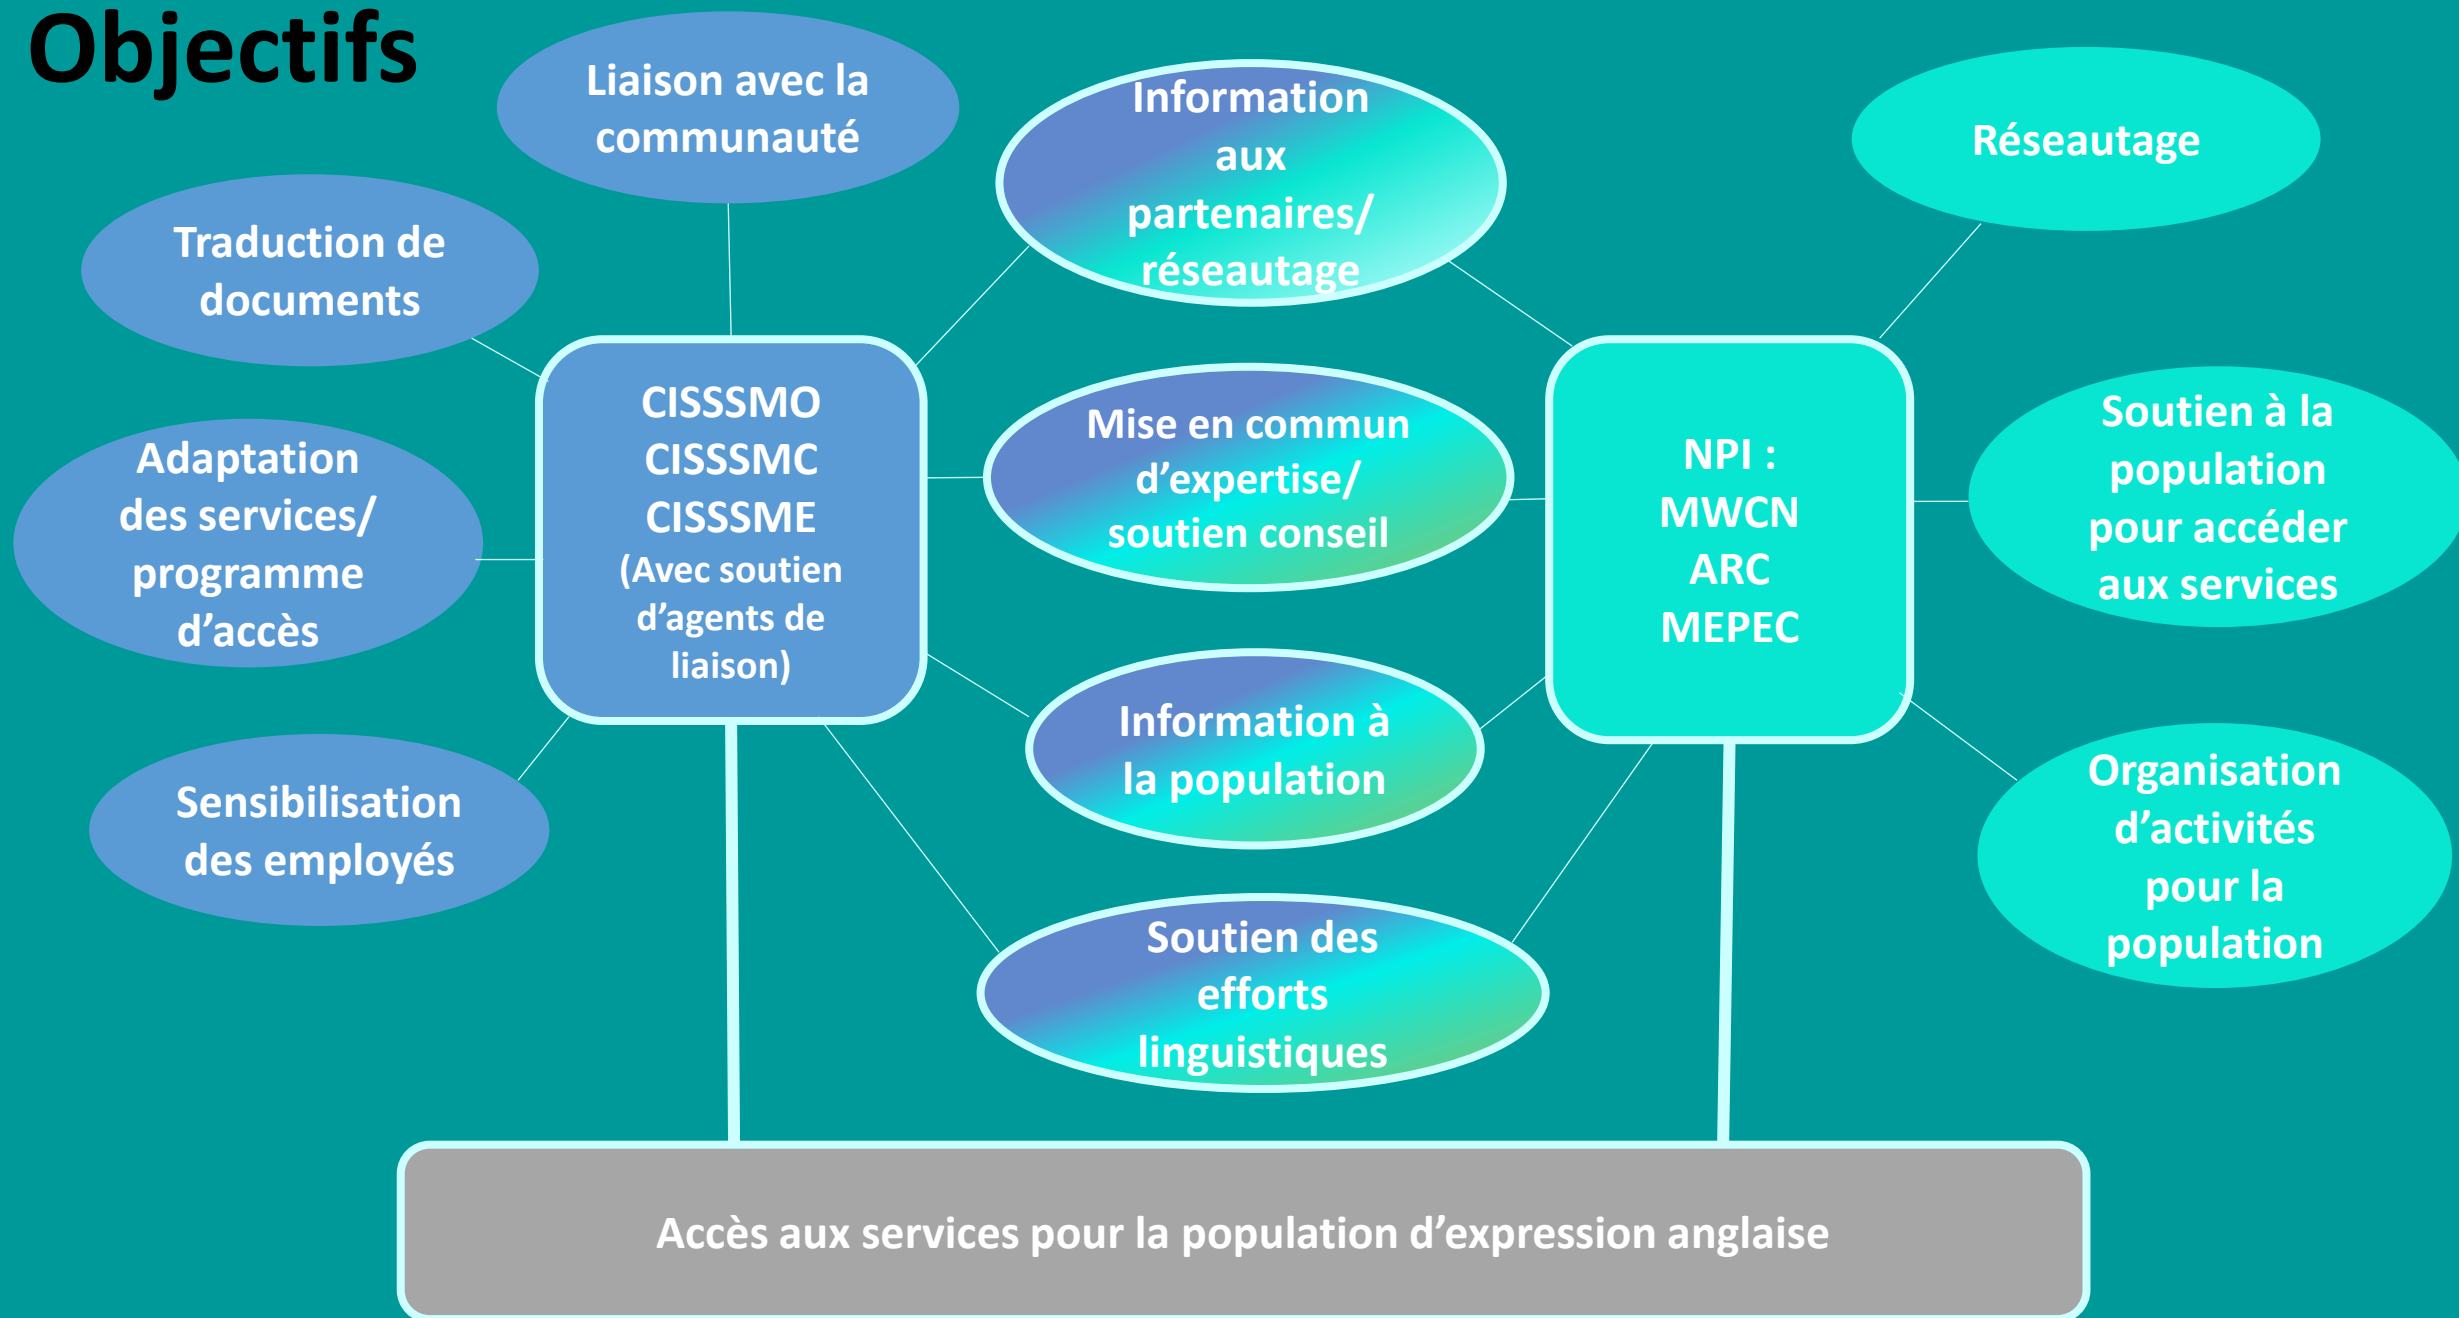 Objectifs
Liaison avec la
communauté
Information
aux
partenaires/
réseautage
Réseautage
Traduction de
documents
CISSSMO
CISSSMC
CISSSME
(Avec soutien
d’agents de
liaison)
Mise en commun
d’expertise/
soutien conseil
NPI :
MWCN
ARC
MEPEC
Soutien à la
population
pour accéder
aux services
Adaptation
des services/
programme
d’accès
Information à
la population
Sensibilisation
des employés
Organisation
d’activités
pour la
population
Soutien des
efforts
linguistiques
Accès aux services pour la population d’expression anglaise